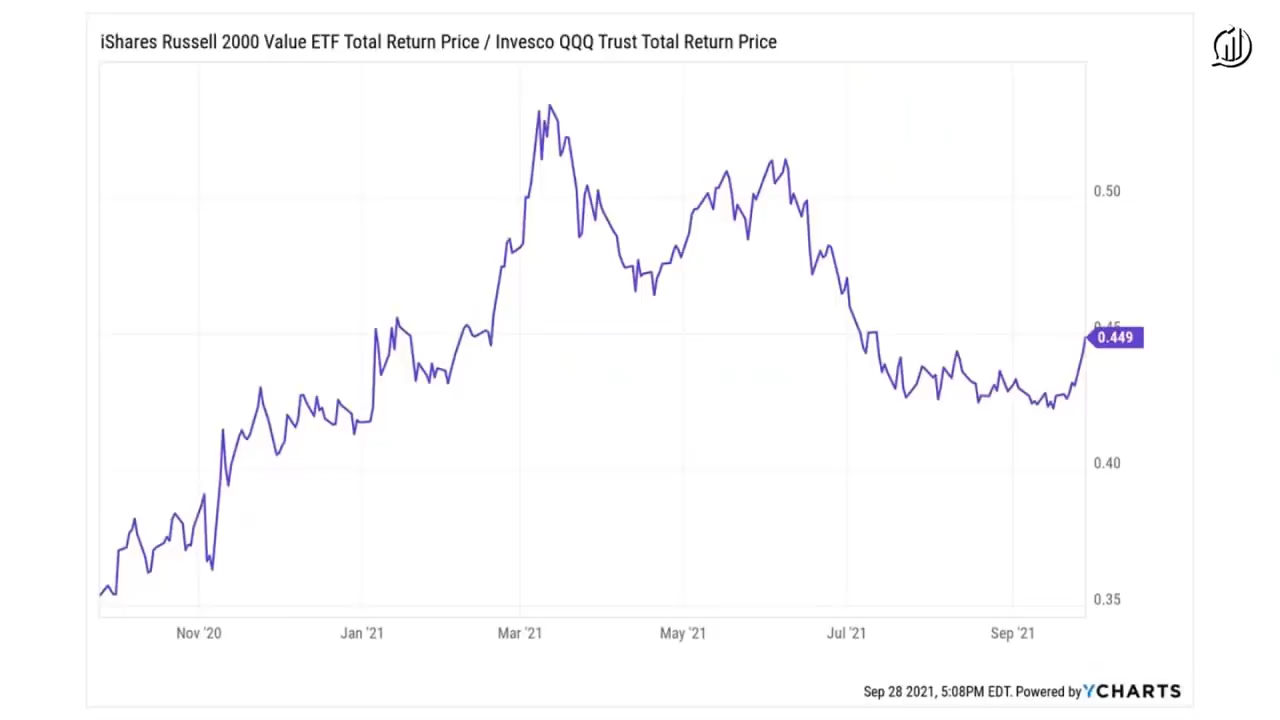 iShares Russell 2000 Value ETF Total Return Price / Invesco QQQ Trust Total Return Price
0.50
0.45
0.449
0.40
0.35
Nov '20 Jan '21 Mar '21 May '21 Jul '21 Sep '21
Sep 28 2021, 5:08PM EDT. Powered by YCHARTS